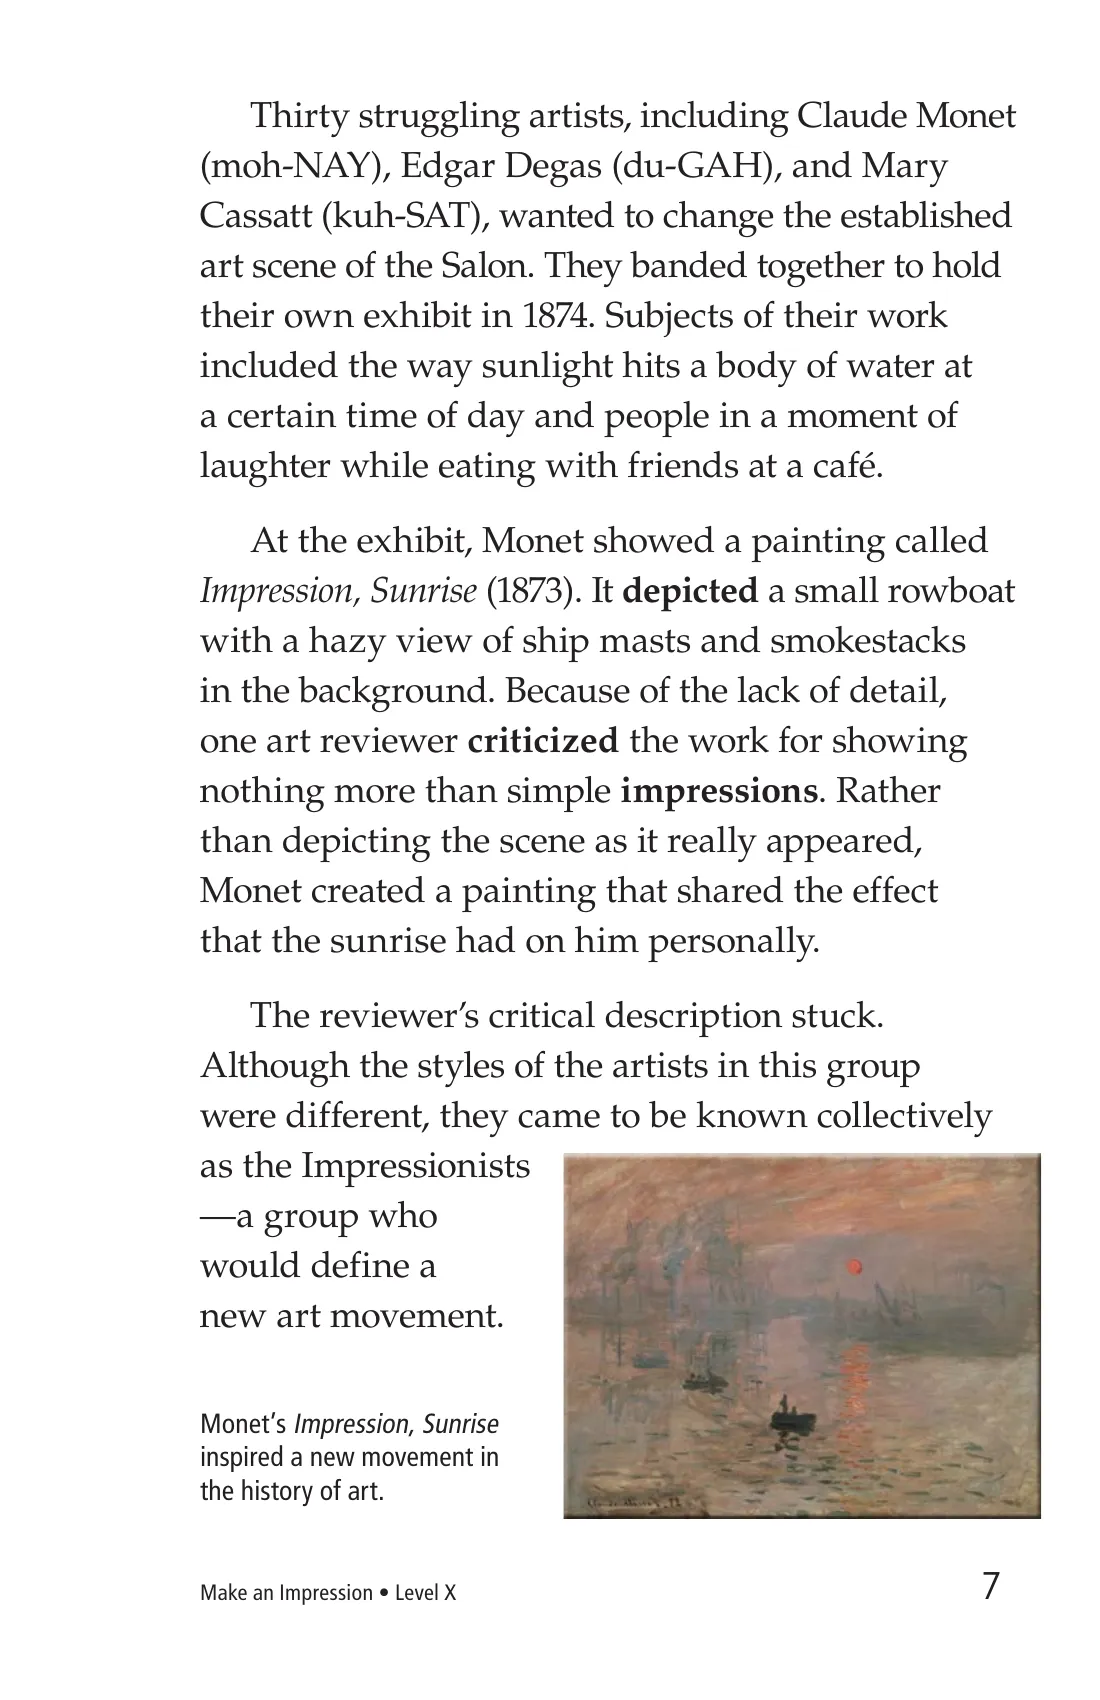 Thirty struggling artists, including Claude Monet
(moh-NAY), Edgar Degas (du-GAH), and Mary
Cassatt (kuh-SAT), wanted to change the established
art scene of the Salon. They banded together to hold
their own exhibit in 1874. Subjects of their work
included the way sunlight hits a body of water at
a certain time of day and people in a moment of
laughter while eating with friends at a café.
At the exhibit, Monet showed a painting called
Impression, Sunrise (1873). It depicted a small rowboat
with a hazy view of ship masts and smokestacks
in the background. Because of the lack of detail,
one art reviewer criticized the work for showing
nothing more than simple impressions. Rather
than depicting the scene as it really appeared,
Monet created a painting that shared the effect
that the sunrise had on him personally.
The reviewer’s critical description stuck.
Although the styles of the artists in this group
were different, they came to be known collectively
as the Impressionists
—a group who
would define a
new art movement.
Monet’s Impression, Sunrise
inspired a new movement in
the history of art.
Make an Impression • Level X
7